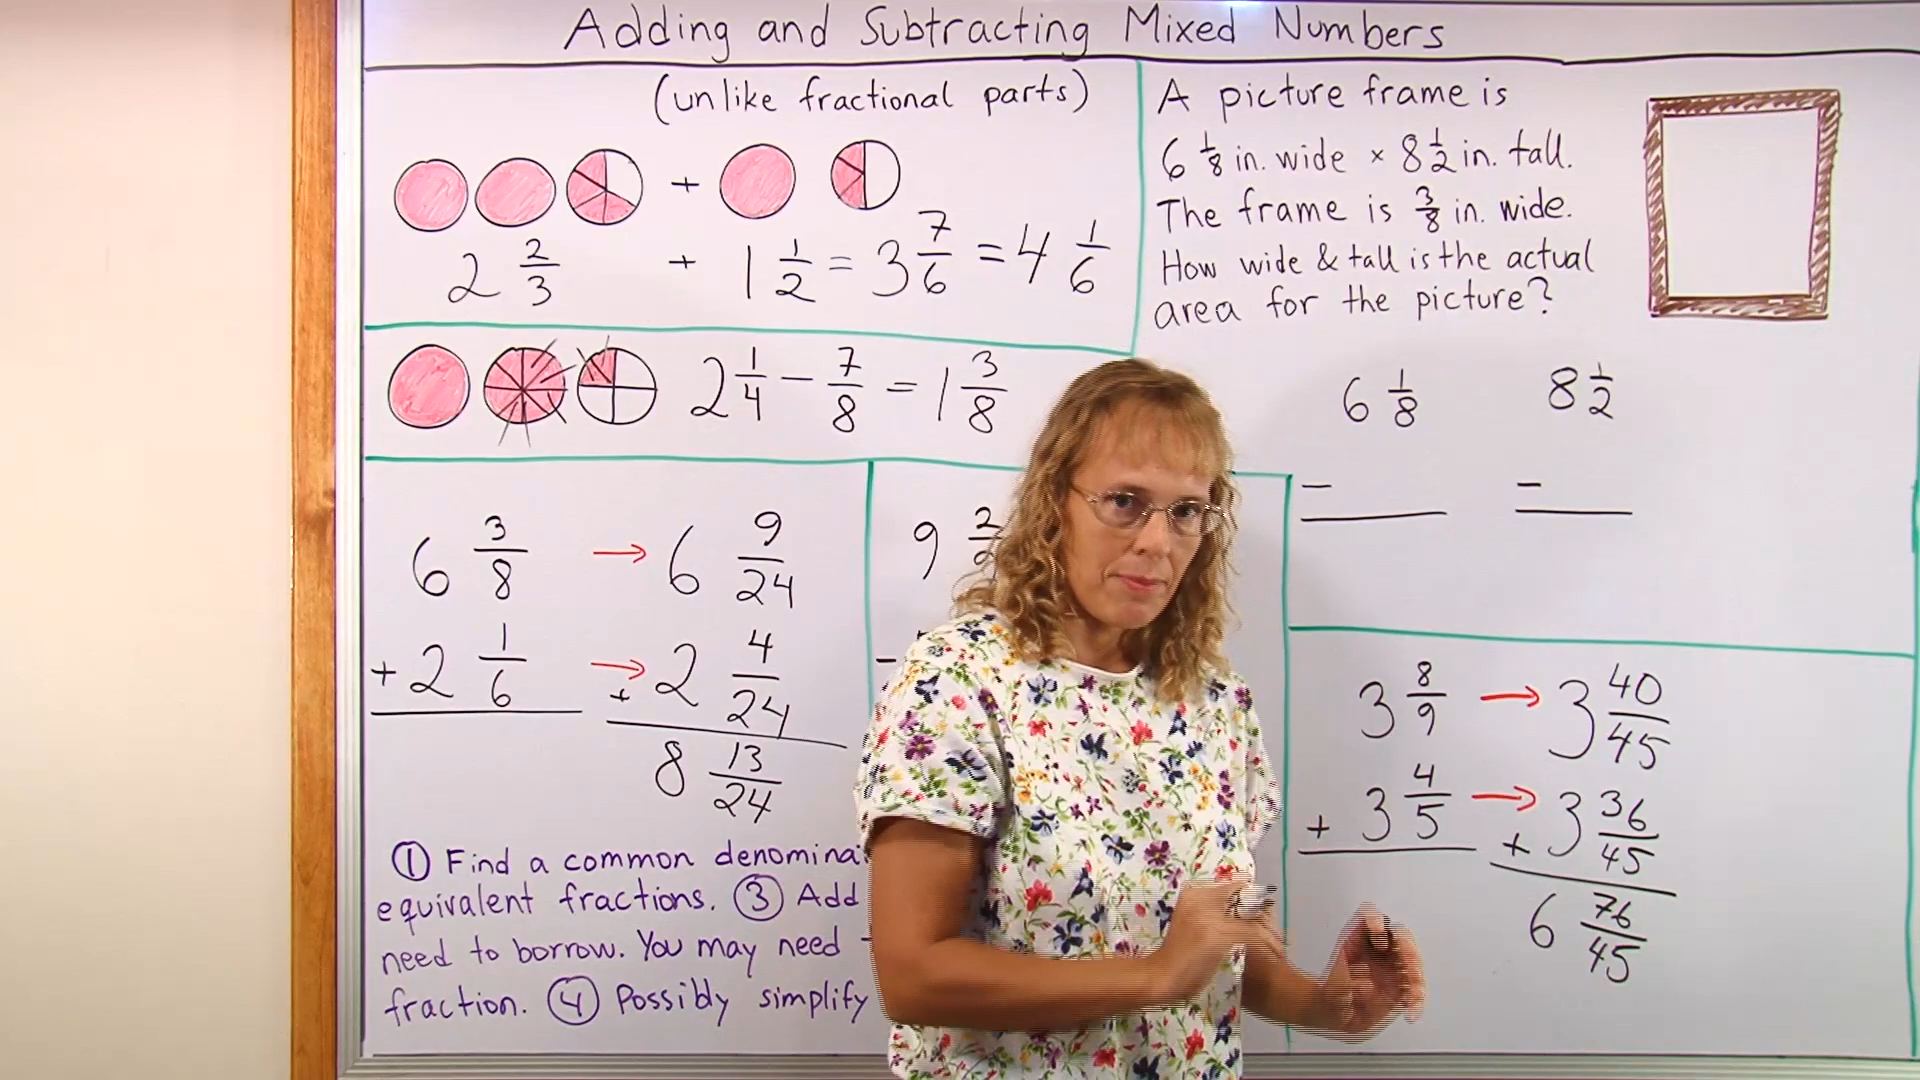 Adding and Subtracting Mixed Numbers
(unlike fractional parts)
+
2 2/3 + 1 1/2 = 3 7/6 = 4 1/6
2 1/4 − 7/8 = 1 3/8
6 3/8 → 6 9/24
+ 2 1/6 → + 2 4/24
8 13/24
① Find a common
equivalent fractions. ③ Add
need to borrow. You may need
fraction. ④ Possibly simplify
9
−
A picture frame is
6 1/8 in. wide × 8 1/2 in. tall.
The frame is 3/8 in. wide.
How wide & tall is the actual
area for the picture?
6 1/8 8 1/2
− −
3 8/9 → 3 40/45
+ 3 4/5 → + 3 36/45
6 76/45